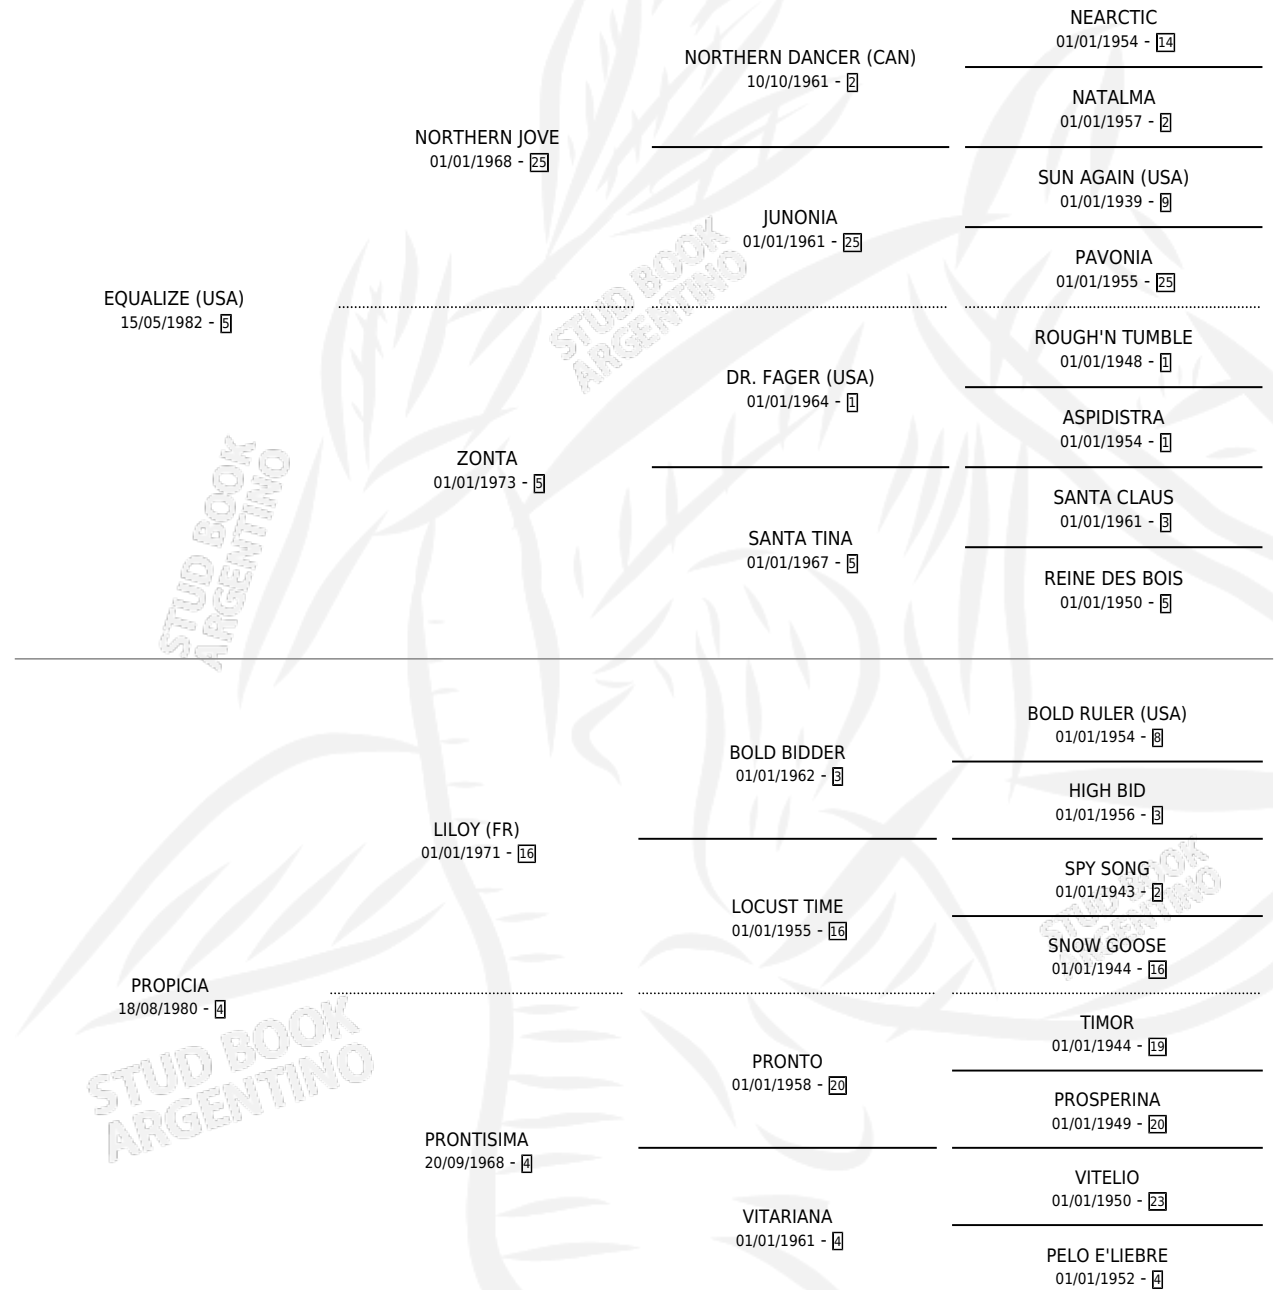 NEARCTIC
01/01/1954 - 14
NORTHERN DANCER (CAN)
10/10/1961 - 2
NATALMA
01/01/1957 - 2
NORTHERN JOVE
01/01/1968 - 25
SUN AGAIN (USA)
01/01/1939 - 9
JUNONIA
01/01/1961 - 25
PAVONIA
01/01/1955 - 25
EQUALIZE (USA)
15/05/1982 - 5
STUD BOOK
ARGENTINO
ROUGH'N TUMBLE
01/01/1948 - 1
DR. FAGER (USA)
01/01/1964 - 1
ASPIDISTRA
01/01/1954 - 1
ZONTA
01/01/1973 - 5
SANTA CLAUS
01/01/1961 - 3
SANTA TINA
01/01/1967 - 5
REINE DES BOIS
01/01/1950 - 5
STUD BOOK
ARGENTINO
BOLD RULER (USA)
01/01/1954 - 8
BOLD BIDDER
01/01/1962 - 3
HIGH BID
01/01/1956 - 3
LILOY (FR)
01/01/1971 - 16
SPY SONG
01/01/1943 - 2
LOCUST TIME
01/01/1955 - 16
STUD BOOK
ARGENTINO
SNOW GOOSE
01/01/1944 - 16
PROPICIA
18/08/1980 - 4
TIMOR
01/01/1944 - 19
PRONTO
01/01/1958 - 20
PROSPERINA
01/01/1949 - 20
STUD BOOK
ARGENTINO
PRONTISIMA
20/09/1968 - 4
VITELIO
01/01/1950 - 23
VITARIANA
01/01/1961 - 4
PELO E'LIEBRE
01/01/1952 - 4